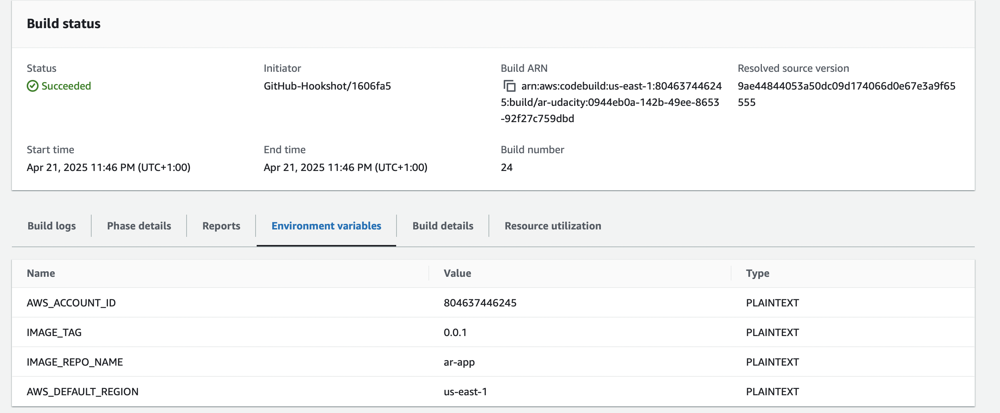 Build status
Status
Succeeded
Initiator
GitHub-Hookshot/1606fa5
Build ARN
arn:aws:codebuild:us-east-1:80463744624
5:build/ar-udacity:0944eb0a-142b-49ee-8653
-92f27c759dbd
Resolved source version
9ae44844053a50dc09d174066d0e67e3a9f65
555
Start time
Apr 21, 2025 11:46 PM (UTC+1:00)
End time
Apr 21, 2025 11:46 PM (UTC+1:00)
Build number
24
Build logs
Phase details
Reports
Environment variables
Build details
Resource utilization
Name Value Type
AWS_ACCOUNT_ID 804637446245 PLAINTEXT
IMAGE_TAG 0.0.1 PLAINTEXT
IMAGE_REPO_NAME ar-app PLAINTEXT
AWS_DEFAULT_REGION us-east-1 PLAINTEXT